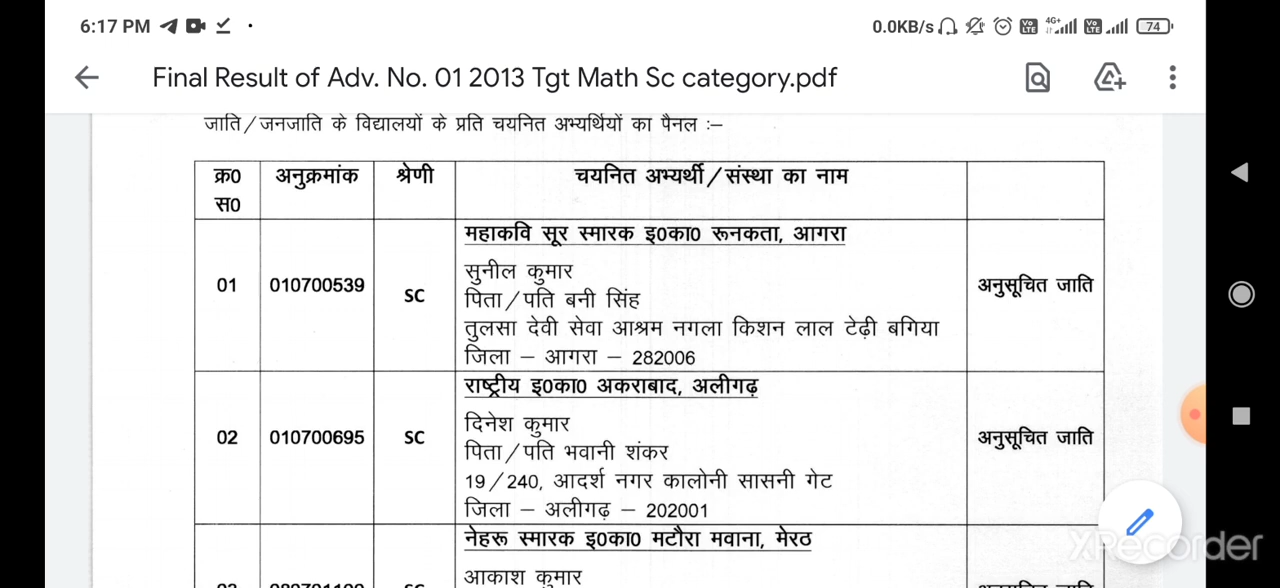 6:17 PM
0.0KB/s 4G+ 74
Final Result of Adv. No. 01 2013 Tgt Math Sc category.pdf
जाति/जनजाति के विद्यालयों के प्रति चयनित अभ्यर्थियों का पैनल :–
क्र0 स0 अनुक्रमांक श्रेणी चयनित अभ्यर्थी/संस्था का नाम
महाकवि सूर स्मारक इ0का0 रूनकता, आगरा
01 010700539 SC सुनील कुमार अनुसूचित जाति
पिता/पति बनी सिंह
तुलसा देवी सेवा आश्रम नगला किशन लाल टेढ़ी बगिया
जिला – आगरा – 282006
राष्ट्रीय इ0का0 अकराबाद, अलीगढ़
02 010700695 SC दिनेश कुमार अनुसूचित जाति
पिता/पति भवानी शंकर
19/240, आदर्श नगर कालोनी सासनी गेट
जिला – अलीगढ़ – 202001
नेहरू स्मारक इ0का0 मटौरा मवाना, मेरठ
आकाश कुमार
XRecorder